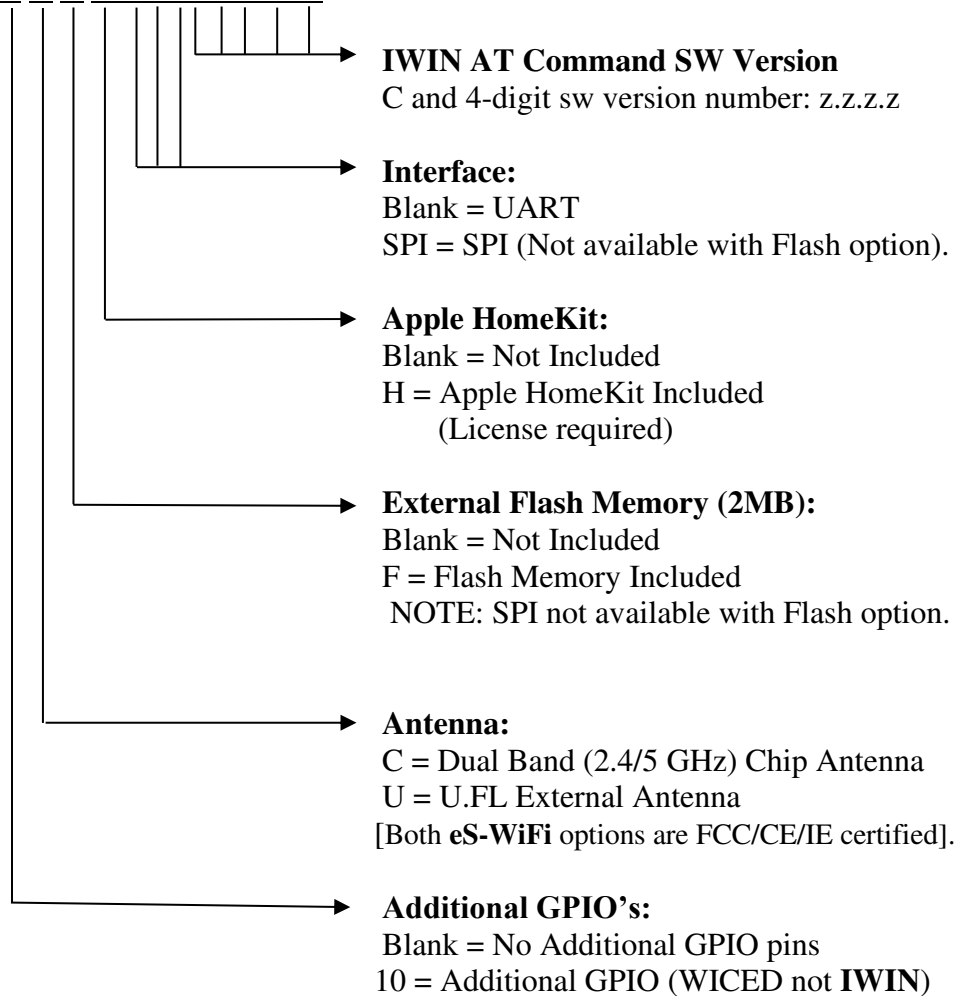 IWIN AT Command SW Version
C and 4-digit sw version number: z.z.z.z
Interface:
Blank = UART
SPI = SPI (Not available with Flash option).
Apple HomeKit:
Blank = Not Included
H = Apple HomeKit Included
(License required)
External Flash Memory (2MB):
Blank = Not Included
F = Flash Memory Included
NOTE: SPI not available with Flash option.
Antenna:
C = Dual Band (2.4/5 GHz) Chip Antenna
U = U.FL External Antenna
[Both eS-WiFi options are FCC/CE/IE certified].
Additional GPIO's:
Blank = No Additional GPIO pins
10 = Additional GPIO (WICED not IWIN)